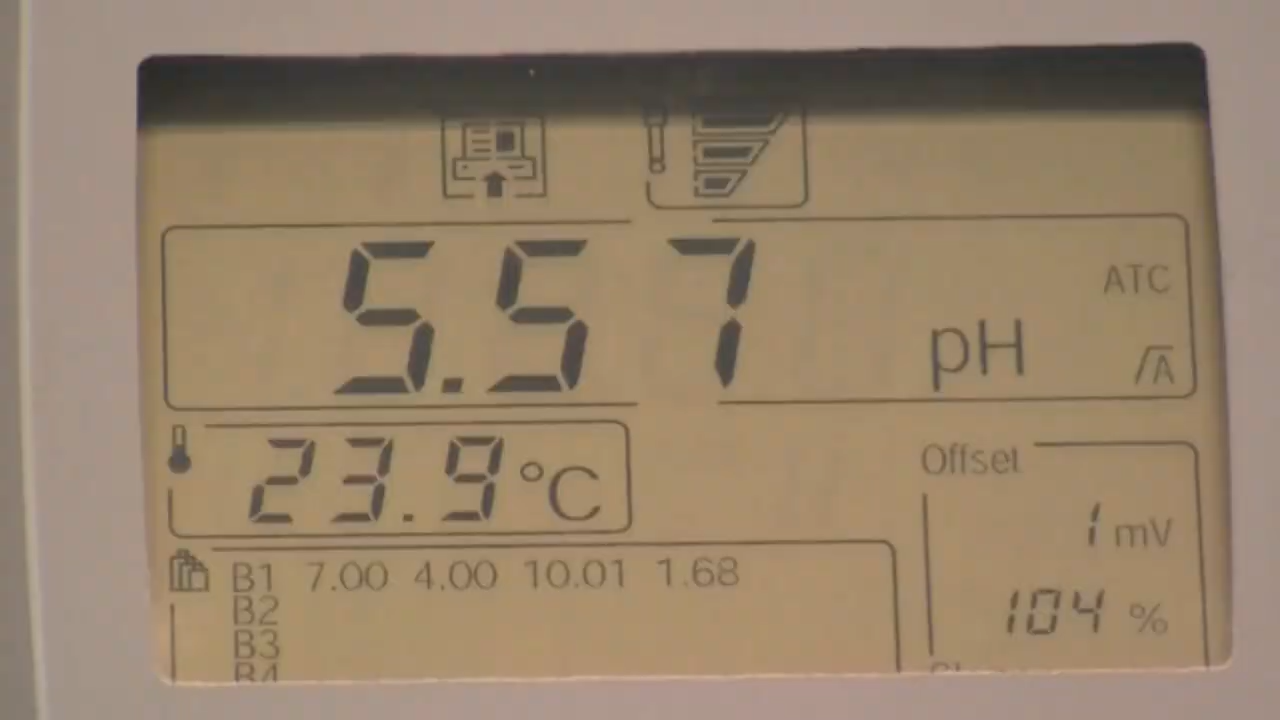 5.57 pH
ATC
√A
23.9 °C
Offset
1 mV
104 %
B1 7.00 4.00 10.01 1.68
B2
B3
B4